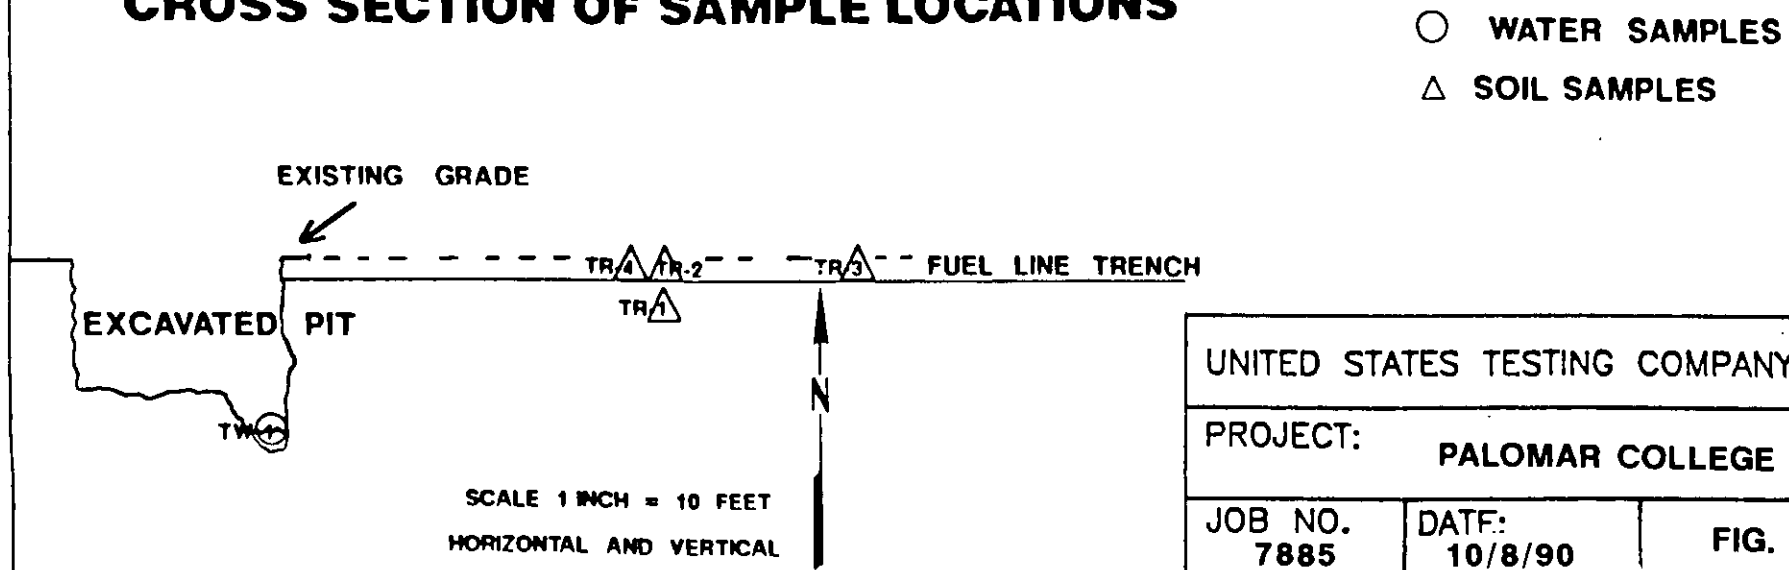 CROSS SECTION OF SAMPLE LOCATIONS
WATER SAMPLES
SOIL SAMPLES
EXISTING GRADE
TR-4 TR-2 TR-3 FUEL LINE TRENCH
TR-1
EXCAVATED PIT
TW-1
N
SCALE 1 INCH = 10 FEET
HORIZONTAL AND VERTICAL
UNITED STATES TESTING COMPANY
PROJECT:
PALOMAR COLLEGE
JOB NO.
7885
DATE:
10/8/90
FIG.